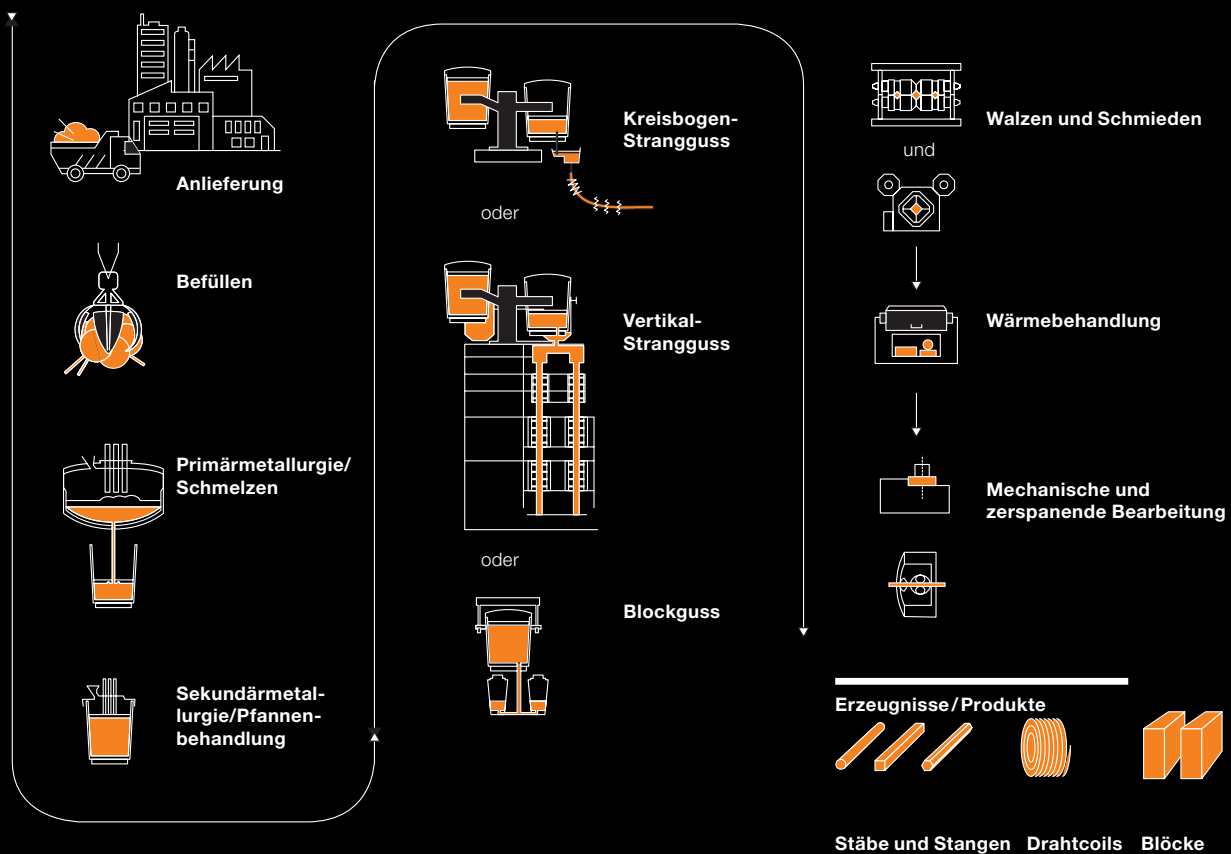 Anlieferung
Befüllen
Primärmetallurgie/
Schmelzen
Sekundärmetal-
lurgie/Pfannen-
behandlung
Kreisbogen-
Strangguss
oder
Vertikal-
Strangguss
oder
Blockguss
Walzen und Schmieden
und
Wärmebehandlung
Mechanische und
zerspanende Bearbeitung
Erzeugnisse/Produkte
Stäbe und Stangen
Drahtcoils
Blöcke